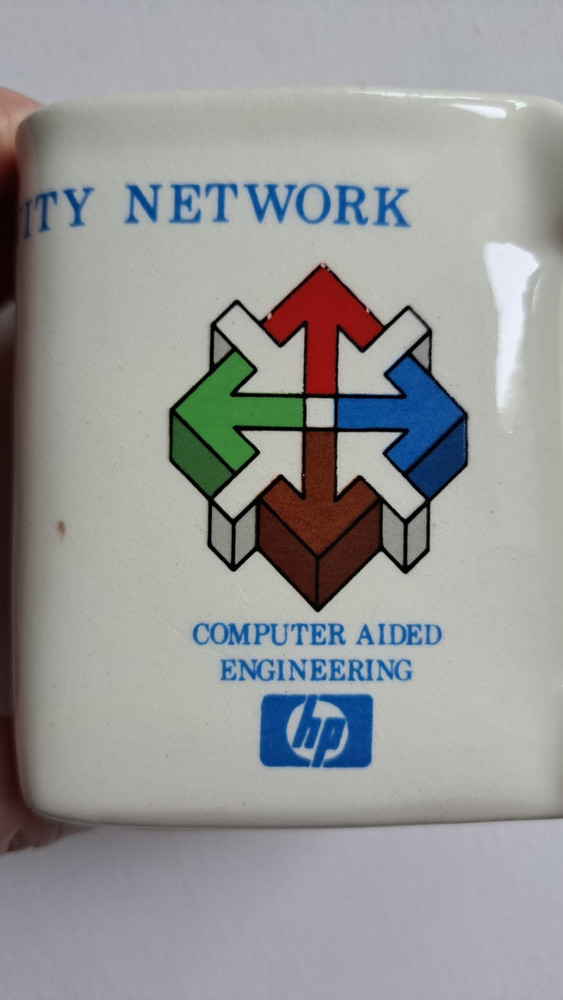 ITY NETWORK
COMPUTER AIDED
ENGINEERING
hp